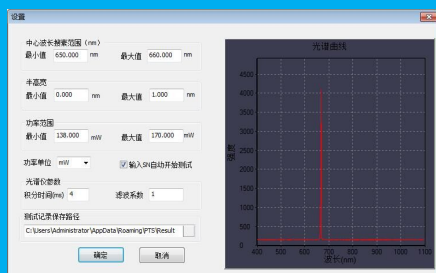 设置
中心波长搜索范围（nm）
最小值 650.000 nm 最大值 660.000 nm
半高宽
最小值 0.000 nm 最大值 1.000 nm
功率范围
最小值 138.000 mW 最大值 170.000 mW
功率单位 mW 输入SN自动开始测试
光谱仪参数
积分时间(ms) 4 滤波系数 1
测试记录保存路径
C:\Users\Administrator\AppData\Roaming\PTS\Result
确定 取消
光谱曲线
强度
4500
4000
3500
3000
2500
2000
1500
1000
500
0
400 500 600 700 800 900 1000 1100
波长(nm)